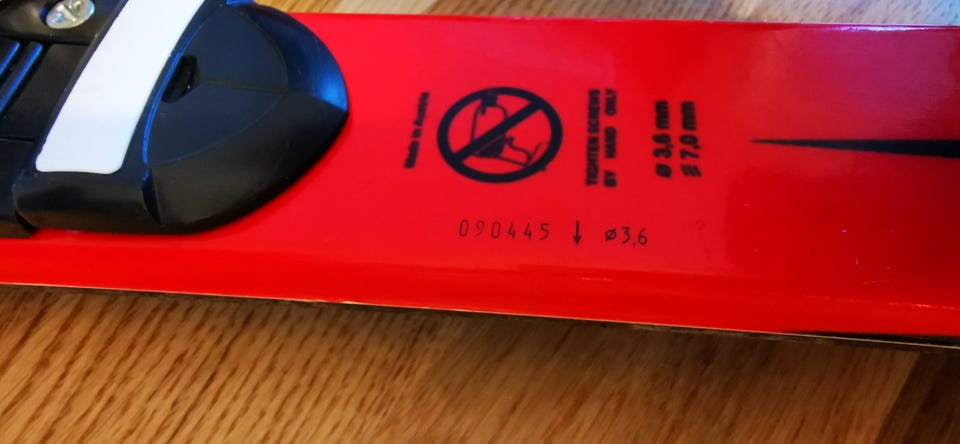 Made in Austria
TIGHTEN SCREWS
BY HAND ONLY
ø 3,6 mm
7,0 mm
090445 ↓ ø3,6